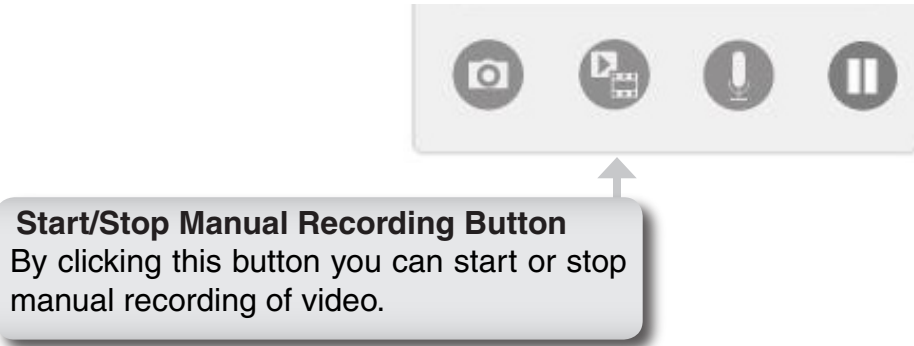 Start/Stop Manual Recording Button
By clicking this button you can start or stop
manual recording of video.